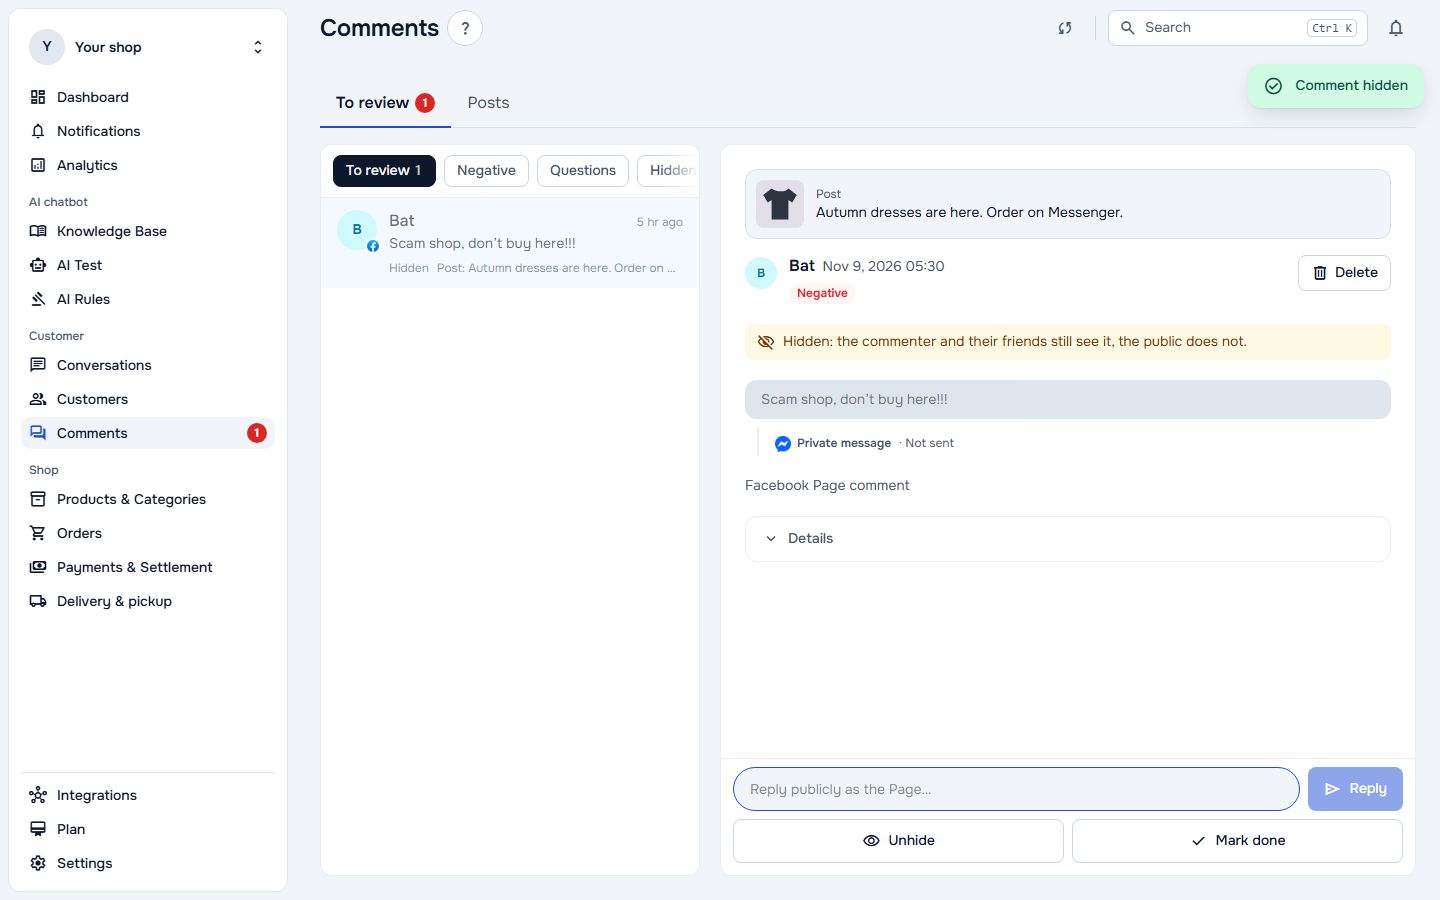 Y
Your shop
Dashboard
Notifications
Analytics
AI chatbot
Knowledge Base
AI Test
AI Rules
Customer
Conversations
Customers
Comments
1
Shop
Products & Categories
Orders
Payments & Settlement
Delivery & pickup
Integrations
Plan
Settings
Comments
?
Search
Ctrl K
Comment hidden
To review 1
Posts
To review 1
Negative
Questions
Hidden
B
Bat
5 hr ago
Scam shop, don't buy here!!!
Hidden Post: Autumn dresses are here. Order on ...
Post
Autumn dresses are here. Order on Messenger.
B
Bat Nov 9, 2026 05:30
Negative
Delete
Hidden: the commenter and their friends still see it, the public does not.
Scam shop, don't buy here!!!
Private message · Not sent
Facebook Page comment
Details
Reply publicly as the Page...
Reply
Unhide
Mark done